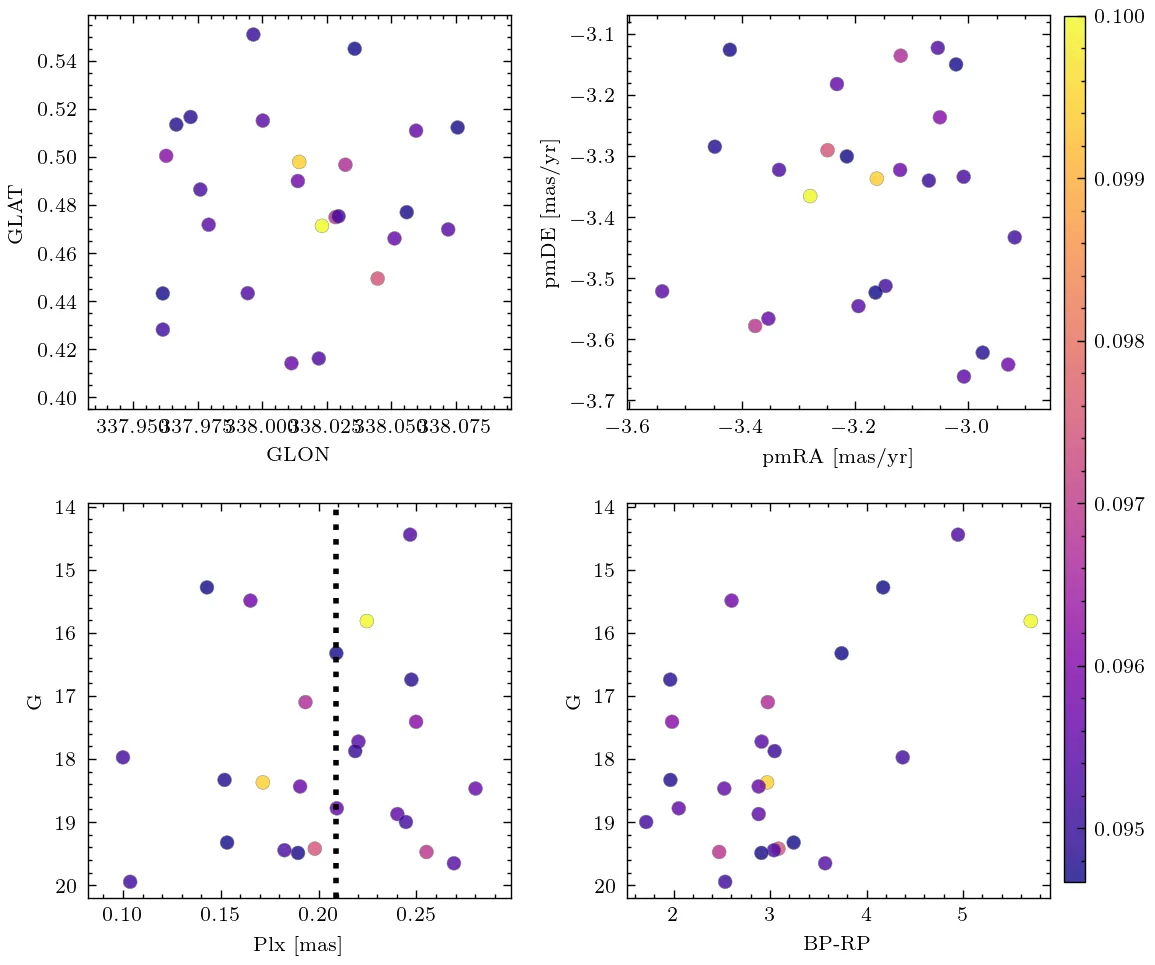 0.54
0.52
0.50
0.48
0.46
0.44
0.42
0.40
GLAT
337.950 337.975 338.000 338.025 338.050 338.075
GLON
−3.1
−3.2
−3.3
−3.4
−3.5
−3.6
−3.7
pmDE [mas/yr]
−3.6 −3.4 −3.2 −3.0
pmRA [mas/yr]
0.100
0.099
0.098
0.097
0.096
0.095
14
15
16
17
18
19
20
G
0.10 0.15 0.20 0.25
Plx [mas]
14
15
16
17
18
19
20
G
2 3 4 5
BP-RP